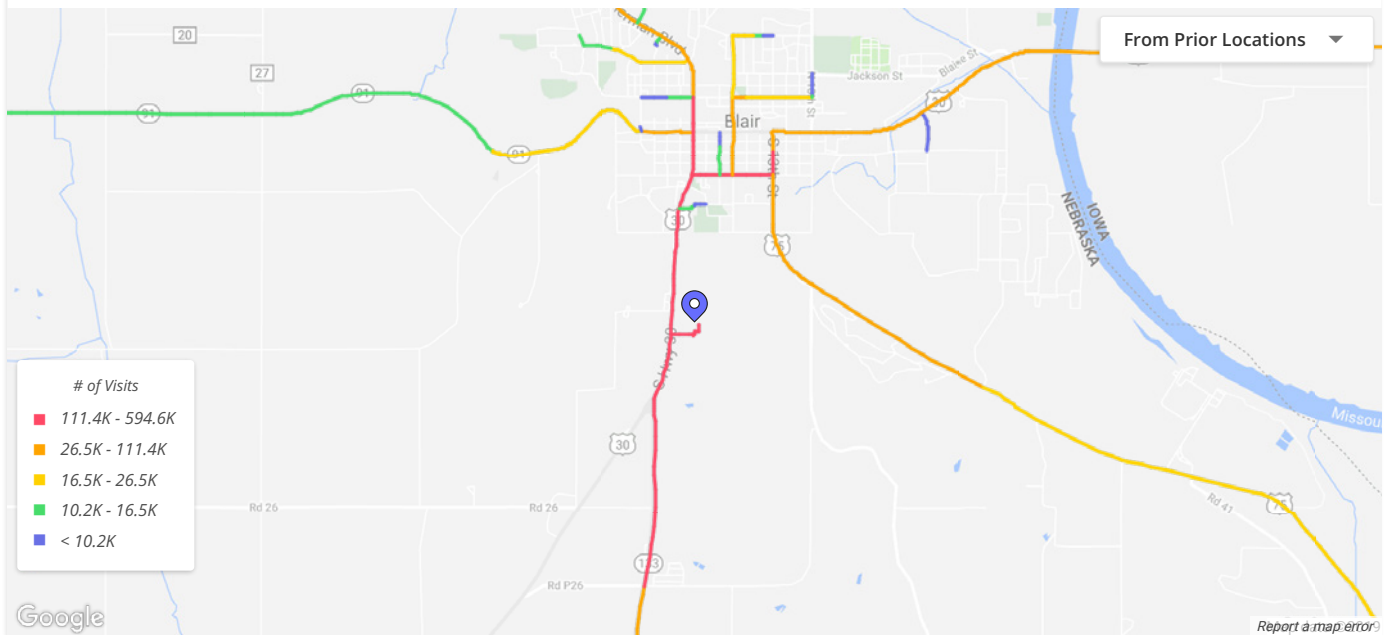 From Prior Locations
20
27
Jackson St
91
91
Blair
30
30
75
IOWA
NEBRASKA
91
S Hwy 30
# of Visits
111.4K - 594.6K
26.5K - 111.4K
16.5K - 26.5K
10.2K - 16.5K
< 10.2K
30
Missou
Rd 26
Rd 26
Rd 41
75
133
Rd P26
Google
Report a map error